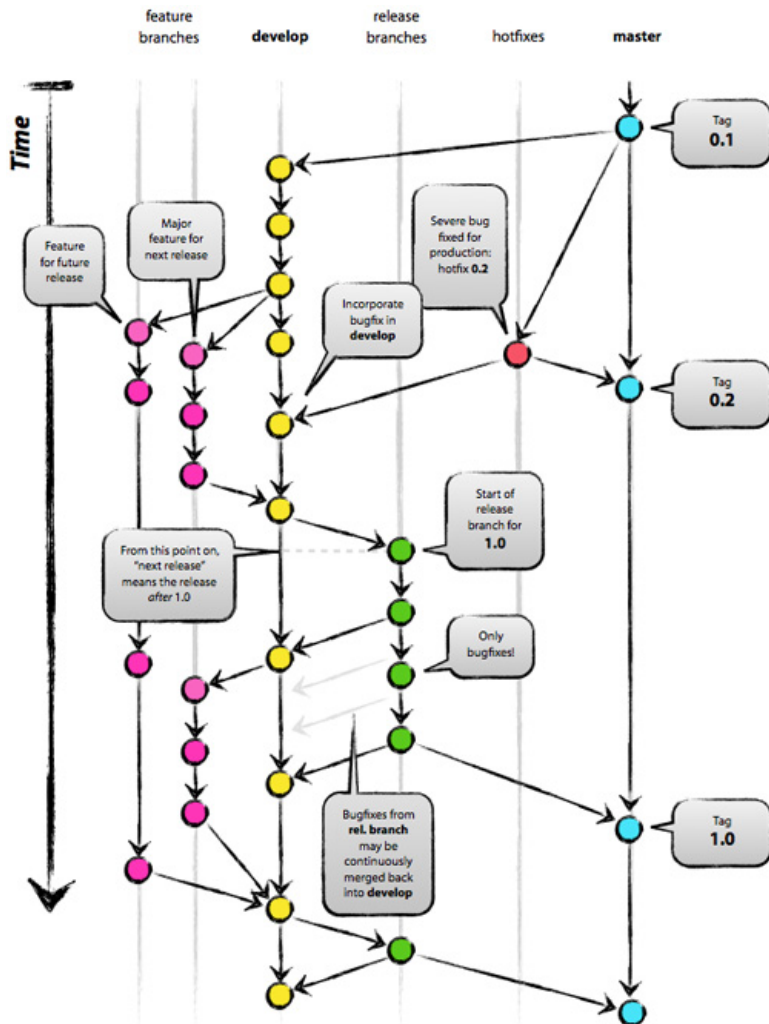 feature
branches
develop
release
branches
hotfixes
master
Time
Tag
0.1
Major
feature for
next release
Severe bug
fixed for
production:
hotfix 0.2
Feature
for future
release
Incorporate
bugfix in
develop
Tag
0.2
Start of
release
branch for
1.0
From this point on,
“next release”
means the release
after 1.0
Only
bugfixes!
Bugfixes from
rel. branch
may be
continuously
merged back
into develop
Tag
1.0